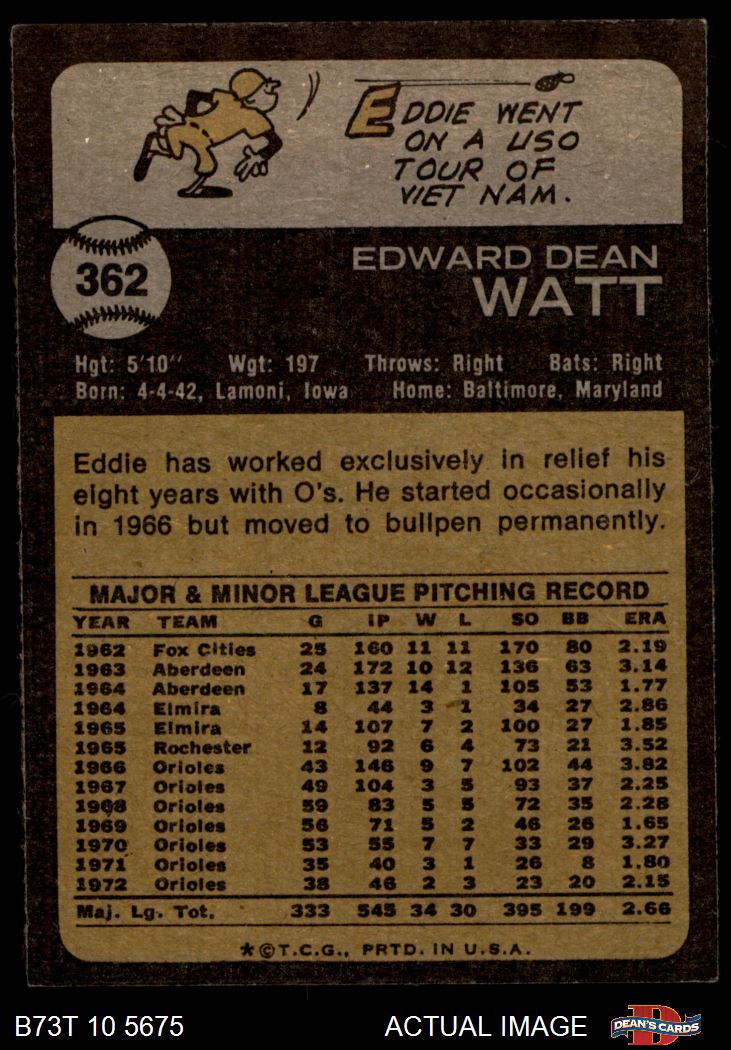 EDDIE WENT
ON A USO
TOUR OF
VIET NAM.
362
EDWARD DEAN
WATT
Hgt: 5'10" Wgt: 197 Throws: Right Bats: Right
Born: 4-4-42, Lamoni, Iowa Home: Baltimore, Maryland
Eddie has worked exclusively in relief his
eight years with O's. He started occasionally
in 1966 but moved to bullpen permanently.
MAJOR & MINOR LEAGUE PITCHING RECORD
YEAR TEAM G IP W L SO BB ERA
1962 Fox Cities 25 160 11 11 170 80 2.19
1963 Aberdeen 24 172 10 12 136 63 3.14
1964 Aberdeen 17 137 14 1 105 53 1.77
1964 Elmira 8 44 3 1 34 27 2.86
1965 Elmira 14 107 7 2 100 27 1.85
1965 Rochester 12 92 6 4 73 21 3.52
1966 Orioles 43 146 9 7 102 44 3.82
1967 Orioles 49 104 3 5 93 37 2.25
1968 Orioles 59 83 5 5 72 35 2.28
1969 Orioles 56 71 5 2 46 26 1.65
1970 Orioles 53 55 7 7 33 29 3.27
1971 Orioles 35 40 3 1 26 8 1.80
1972 Orioles 38 46 2 3 23 20 2.15
Maj. Lg. Tot. 333 545 34 30 395 199 2.66
*©T.C.G., PRTD. IN U.S.A.
B73T 10 5675 ACTUAL IMAGE DEAN'S CARDS